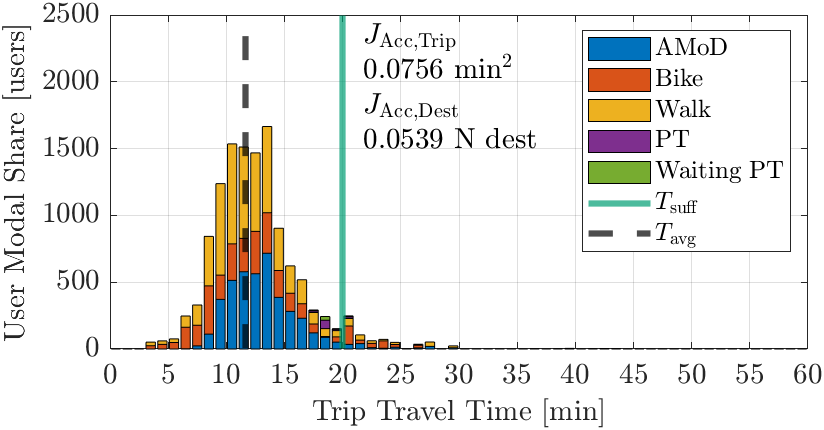 User Modal Share [users]
2500
2000
1500
1000
500
0
0 5 10 15 20 25 30 35 40 45 50 55 60
Trip Travel Time [min]
J_Acc,Trip
0.0756 min²
J_Acc,Dest
0.0539 N dest
AMoD
Bike
Walk
PT
Waiting PT
T_suff
T_avg